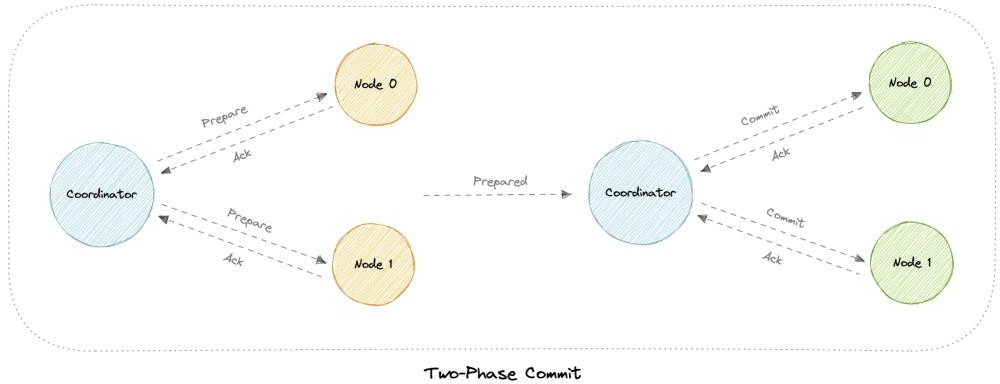 Node 0
Prepare
Ack
Coordinator
Prepare
Ack
Node 1
Prepared
Node 0
Commit
Ack
Coordinator
Commit
Ack
Node 1
Two-Phase Commit